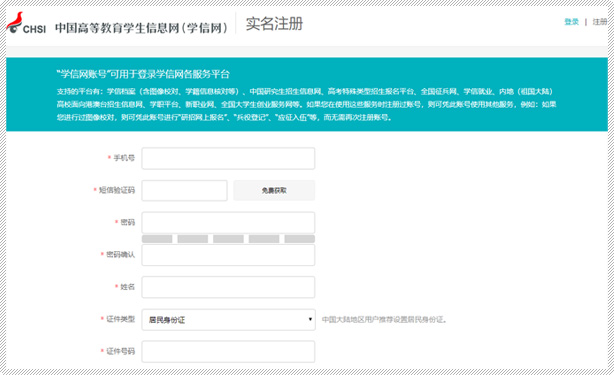 CHSI 中国高等教育学生信息网(学信网) 实名注册 登录 | 注册
“学信网账号”可用于登录学信网各服务平台
支持的平台有：学信档案（含图像校对、学籍信息核对等）、中国研究生招生信息网、高考特殊类型招生报名平台、全国征兵网、学信就业、内地（祖国大陆）
高校面向港澳台招生信息网、学职平台、新职业网、全国大学生创业服务网等。如果您在使用这些服务时注册过账号，则可凭此账号使用其他服务，例如：如果
您进行过图像校对，则可凭此账号进行“研招网上报名”、“兵役登记”、“应征入伍”等，而无需再次注册账号。
* 手机号
* 短信验证码 免费获取
* 密码
* 密码确认
* 姓名
* 证件类型 居民身份证 中国大陆地区用户推荐设置居民身份证。
* 证件号码